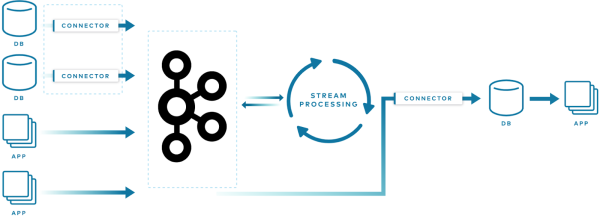 CONNECTOR
DB
CONNECTOR
DB
APP
APP
STREAM
PROCESSING
CONNECTOR
DB
APP